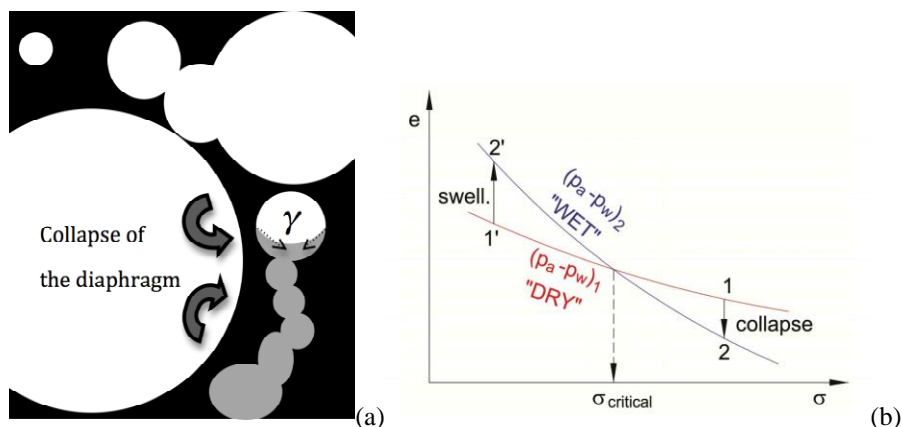 Collapse of
the diaphragm
γ
(a)
e
2'
swell.
1'
(pa-pw)2
"WET"
(pa-pw)1
"DRY"
1
collapse
2
σcritical
σ
(b)